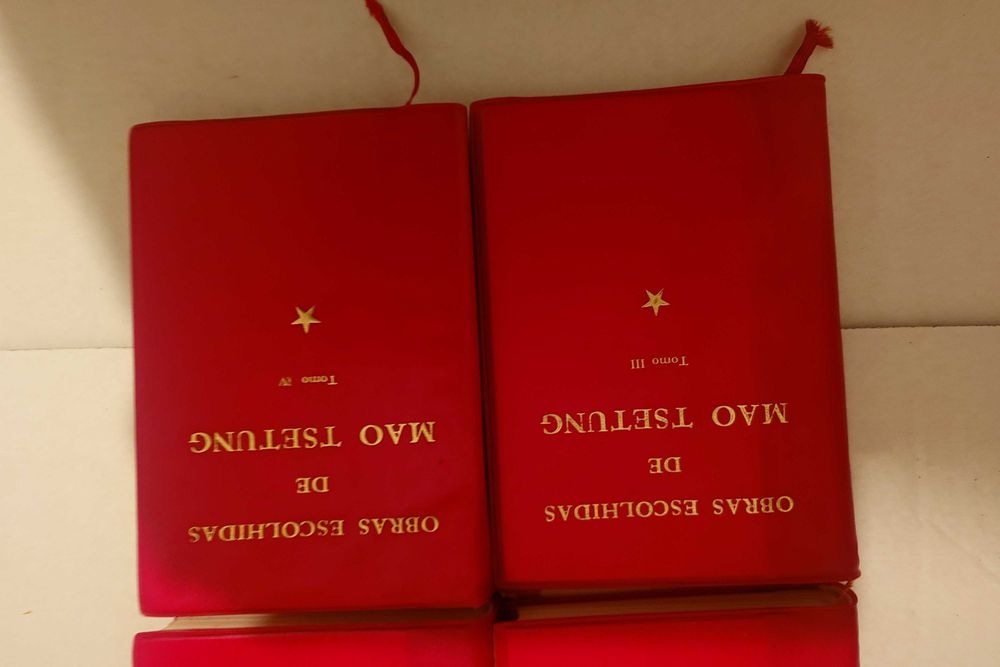 OBRAS ESCOLHIDAS
DE
MAO TSETUNG
Tomo IV
OBRAS ESCOLHIDAS
DE
MAO TSETUNG
Tomo III